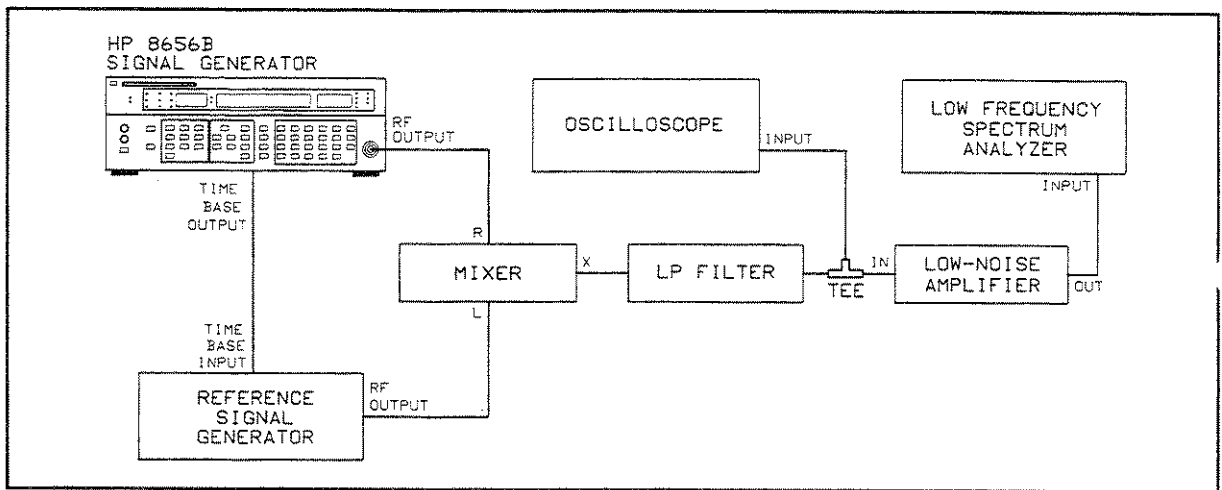 HP 8656B
SIGNAL GENERATOR
RF
OUTPUT
OSCILLOSCOPE
INPUT
LOW FREQUENCY
SPECTRUM
ANALYZER
INPUT
TIME
BASE
OUTPUT
R
MIXER
X
L
LP FILTER
TEE
IN
LOW-NOISE
AMPLIFIER
OUT
TIME
BASE
INPUT
REFERENCE
SIGNAL
GENERATOR
RF
OUTPUT